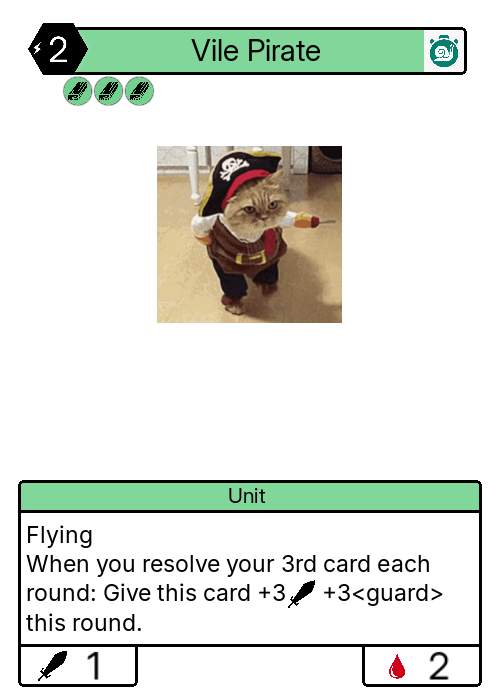 2
Vile Pirate
Unit
Flying
When you resolve your 3rd card each
round: Give this card +3 +3<guard>
this round.
1
2